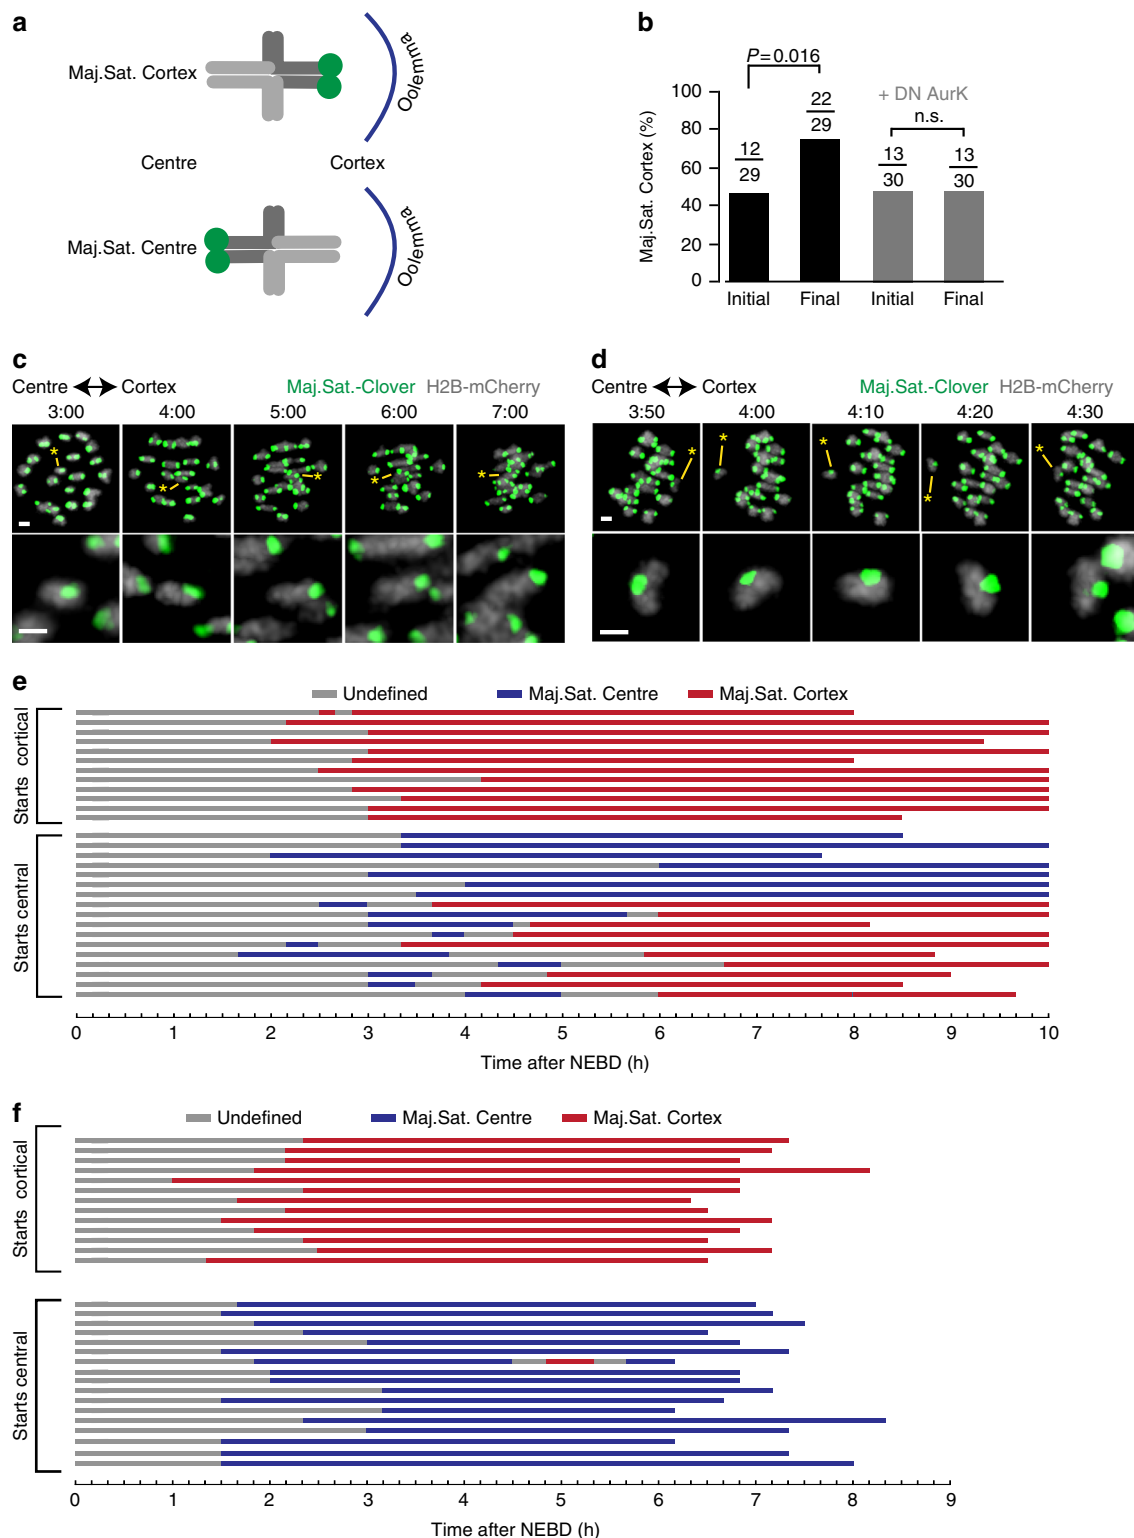 a
Maj.Sat. Cortex
Oolemma
Centre
Cortex
Maj.Sat. Centre
Oolemma
b
P=0.016
+ DN AurK
n.s.
Maj.Sat. Cortex (%)
100
80
60
40
20
0
12
29
22
29
13
30
13
30
Initial
Final
Initial
Final
c
Centre Cortex
Maj.Sat.-Clover H2B-mCherry
3:00 4:00 5:00 6:00 7:00
*
*
*
*
*
d
Centre Cortex
Maj.Sat.-Clover H2B-mCherry
3:50 4:00 4:10 4:20 4:30
*
*
*
*
*
e
Undefined Maj.Sat. Centre Maj.Sat. Cortex
Starts cortical
Starts central
0 1 2 3 4 5 6 7 8 9 10
Time after NEBD (h)
f
Undefined Maj.Sat. Centre Maj.Sat. Cortex
Starts cortical
Starts central
0 1 2 3 4 5 6 7 8 9
Time after NEBD (h)